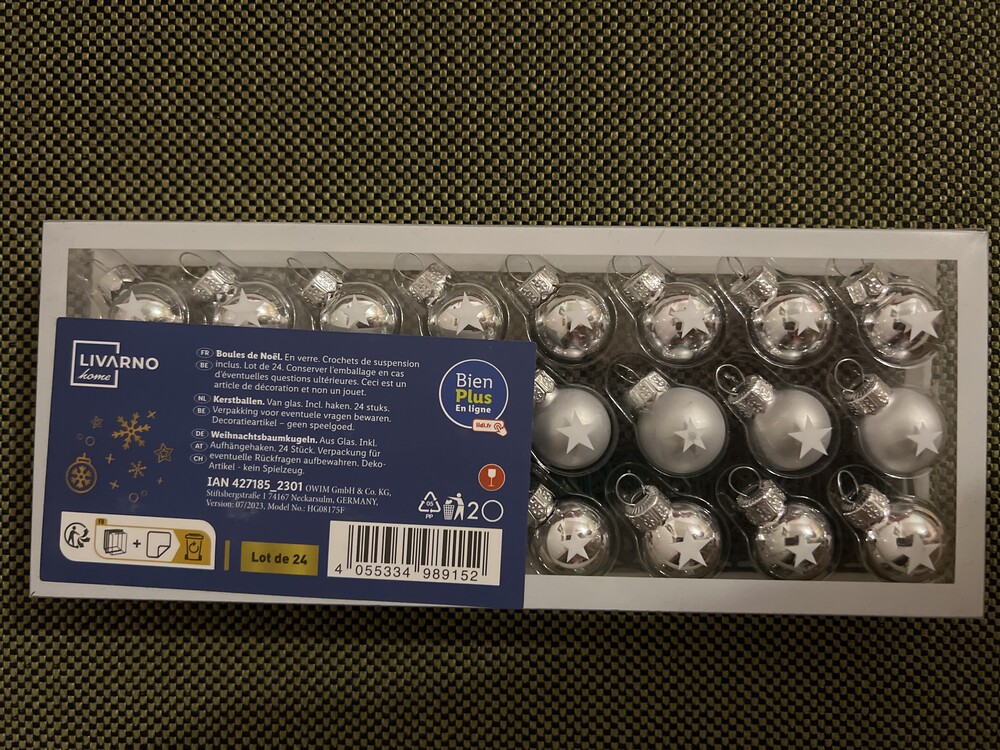 LIVARNO
home
FR BE Boules de Noël. En verre. Crochets de suspension
inclus. Lot de 24. Conserver l'emballage en cas
d'éventuelles questions ultérieures. Ceci est un
article de décoration et non un jouet.
NL BE Kerstballen. Van glas. Incl. haken. 24 stuks.
Verpakking voor eventuele vragen bewaren.
Decoratieartikel – geen speelgoed.
DE AT CH Weihnachtsbaumkugeln. Aus Glas. Inkl.
Aufhängehaken. 24 Stück. Verpackung für
eventuelle Rückfragen aufbewahren. Deko-
Artikel - kein Spielzeug.
IAN 427185_2301 OWIM GmbH & Co. KG,
Stiftsbergstraße 1 74167 Neckarsulm, GERMANY,
Version: 07/2023, Model No.: HG08175F
Bien
Plus
En ligne
lidl.fr
05
PP
2
FR
+
Lot de 24
4 055334 989152